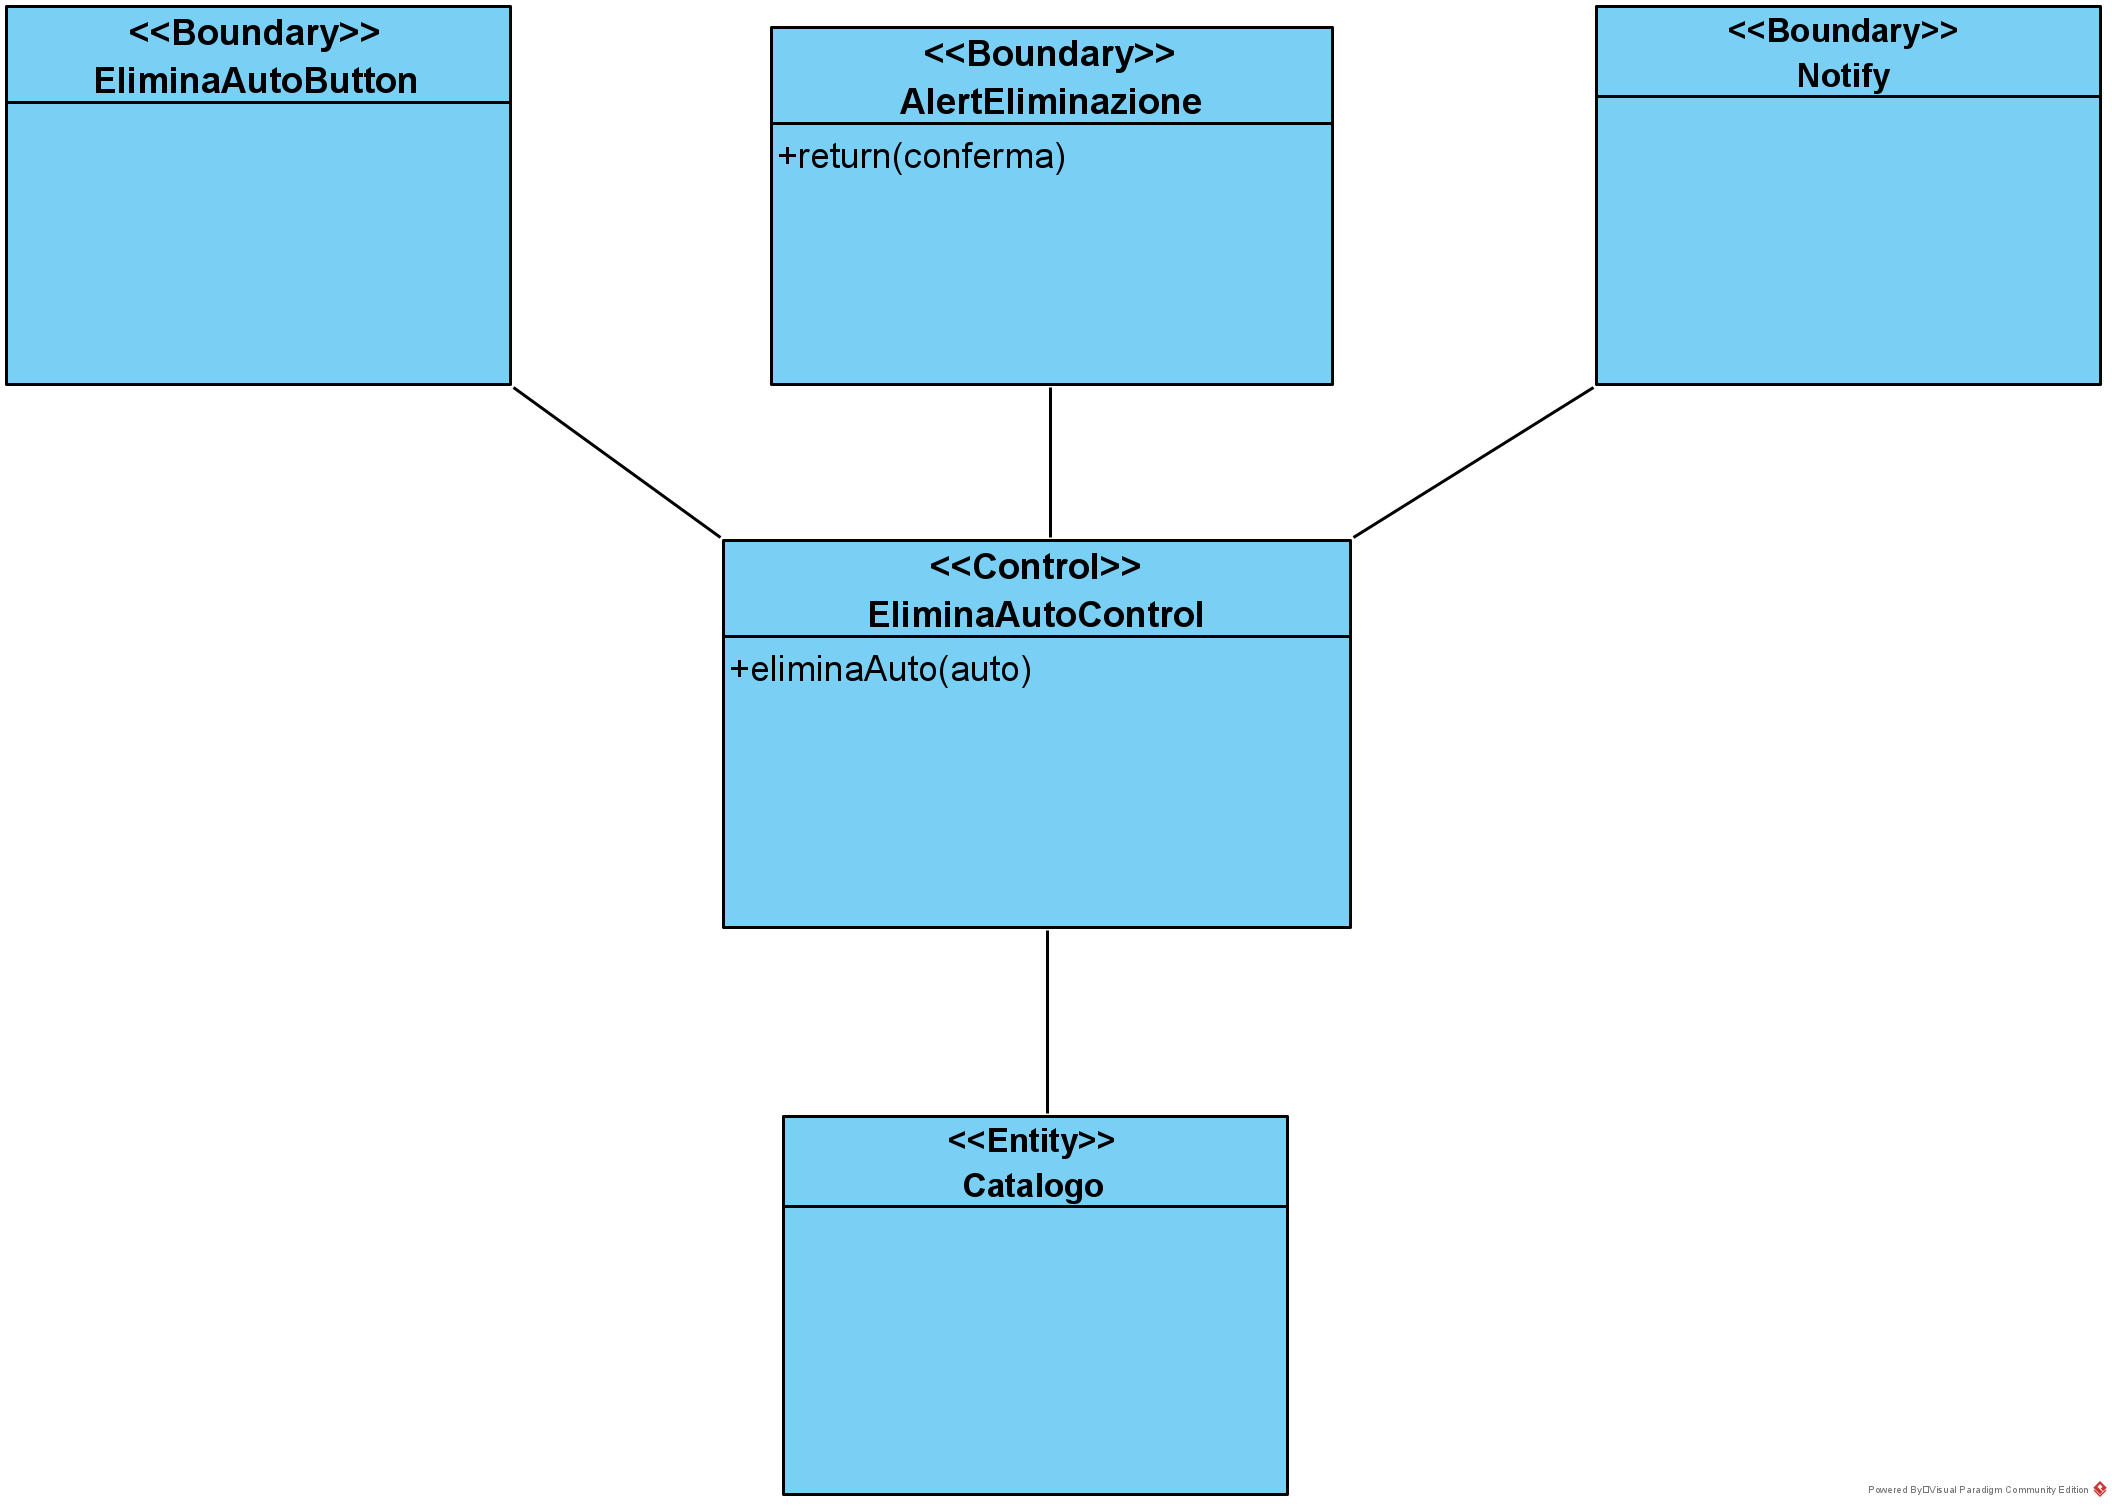 <<Boundary>>
EliminaAutoButton
<<Boundary>>
AlertEliminazione
+return(conferma)
<<Boundary>>
Notify
<<Control>>
EliminaAutoControl
+eliminaAuto(auto)
<<Entity>>
Catalogo
Powered By□Visual Paradigm Community Edition